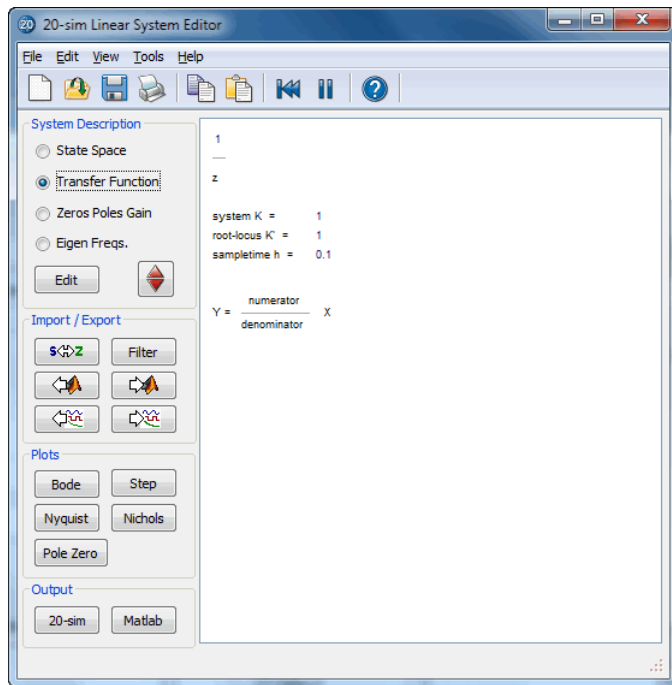 20-sim Linear System Editor
File Edit View Tools Help
System Description
State Space
Transfer Function
Zeros Poles Gain
Eigen Freqs.
Edit
Import / Export
S Z Filter
Plots
Bode Step
Nyquist Nichols
Pole Zero
Output
20-sim Matlab
1
z
system K = 1
root-locus K' = 1
sampletime h = 0.1
numerator
Y = X
denominator